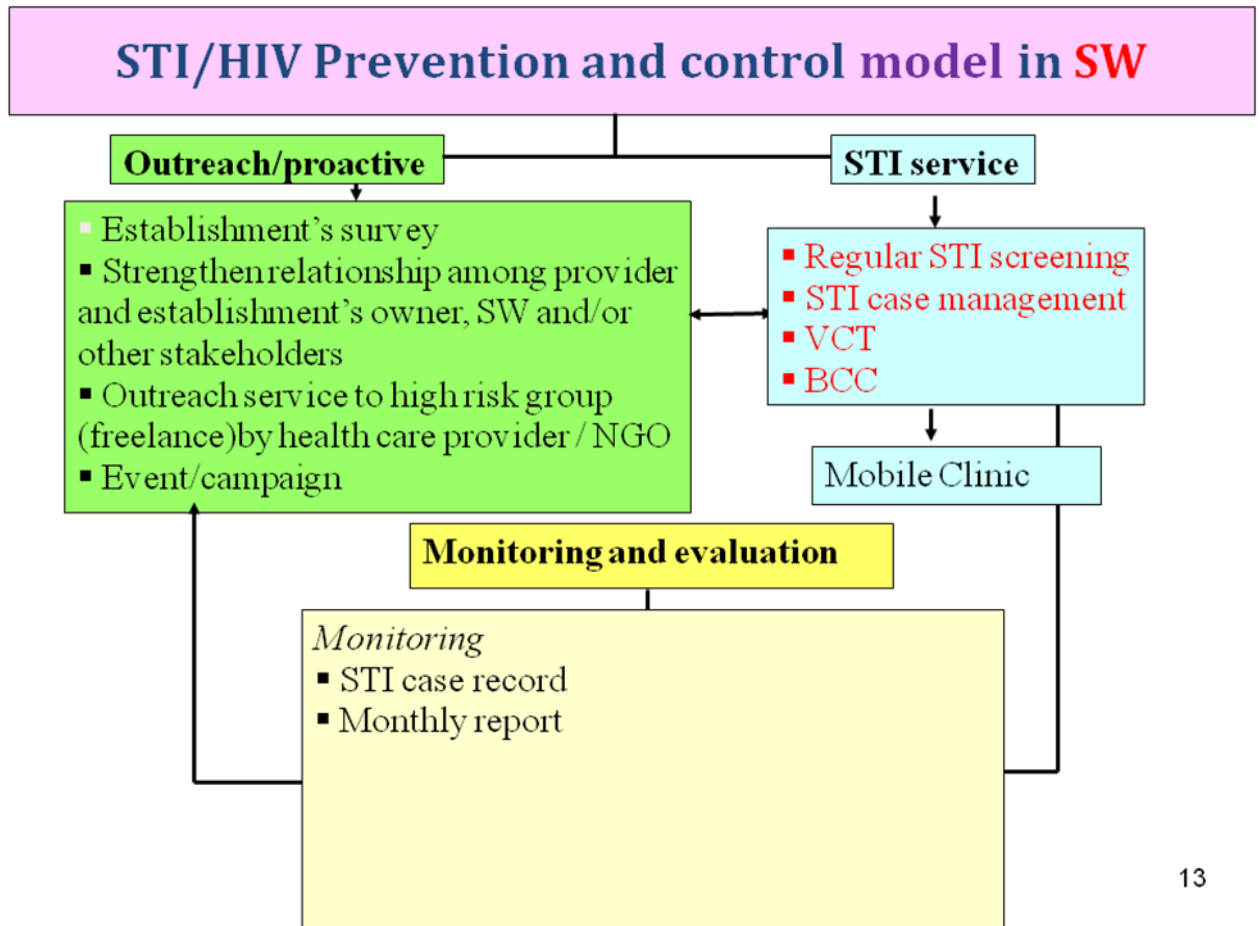 STI/HIV Prevention and control model in SW
Outreach/proactive
▪ Establishment's survey
▪ Strengthen relationship among provider
and establishment's owner, SW and/or
other stakeholders
▪ Outreach service to high risk group
(freelance)by health care provider / NGO
▪ Event/campaign
STI service
▪ Regular STI screening
▪ STI case management
▪ VCT
▪ BCC
Mobile Clinic
Monitoring and evaluation
Monitoring
▪ STI case record
▪ Monthly report
13